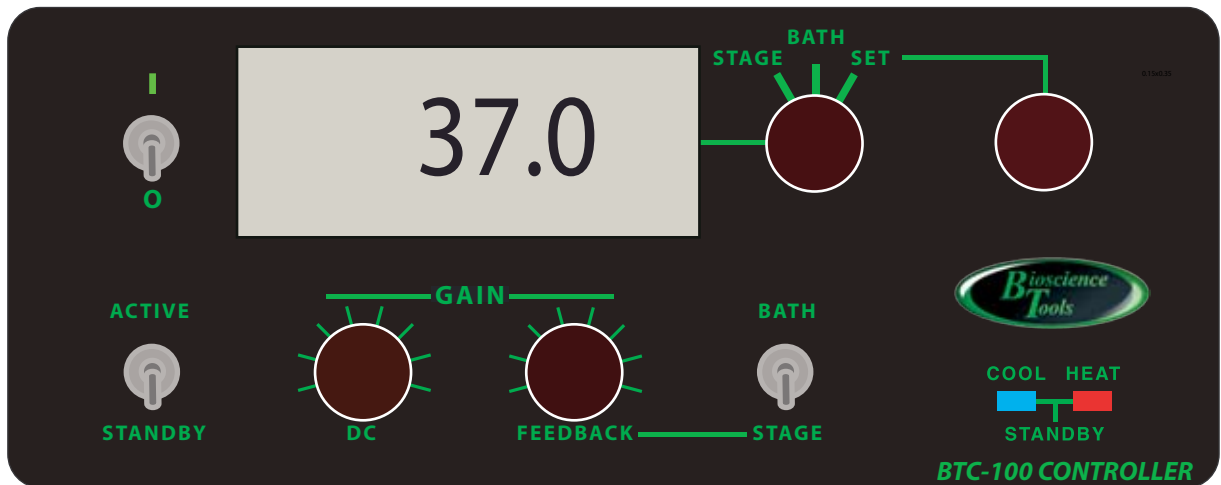 BATH
STAGE SET
I
37.0
O
GAIN
Bioscience
Tools
ACTIVE
BATH
COOL HEAT
STANDBY
DC
FEEDBACK
STAGE
STANDBY
BTC-100 CONTROLLER